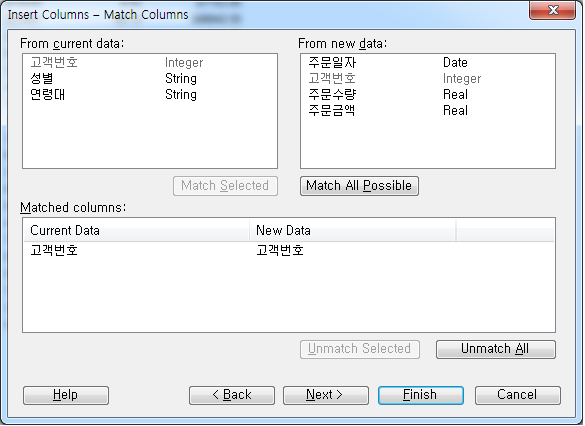 Insert Columns – Match Columns
From current data:
고객번호 Integer
성별 String
연령대 String
From new data:
주문일자 Date
고객번호 Integer
주문수량 Real
주문금액 Real
Match Selected
Match All Possible
Matched columns:
Current Data New Data
고객번호 고객번호
Unmatch Selected
Unmatch All
Help
< Back
Next >
Finish
Cancel